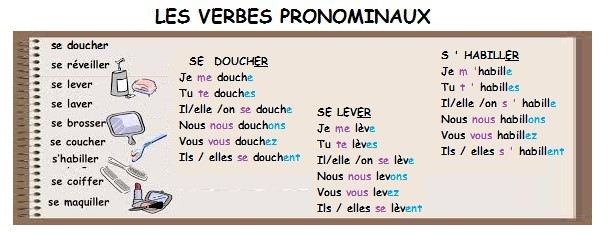 LES VERBES PRONOMINAUX
se doucher
se réveiller
se lever
se laver
se brosser
se coucher
s'habiller
se coiffer
se maquiller
SE DOUCHER
Je me douche
Tu te douches
Il/elle /on se douche
Nous nous douchons
Vous vous douchez
Ils / elles se douchent
SE LEVER
Je me lève
Tu te lèves
Il/elle /on se lève
Nous nous levons
Vous vous levez
Ils / elles se lèvent
S ' HABILLER
Je m 'habille
Tu t ' habilles
Il/elle /on s ' habille
Nous nous habillons
Vous vous habillez
Ils / elles s ' habillent